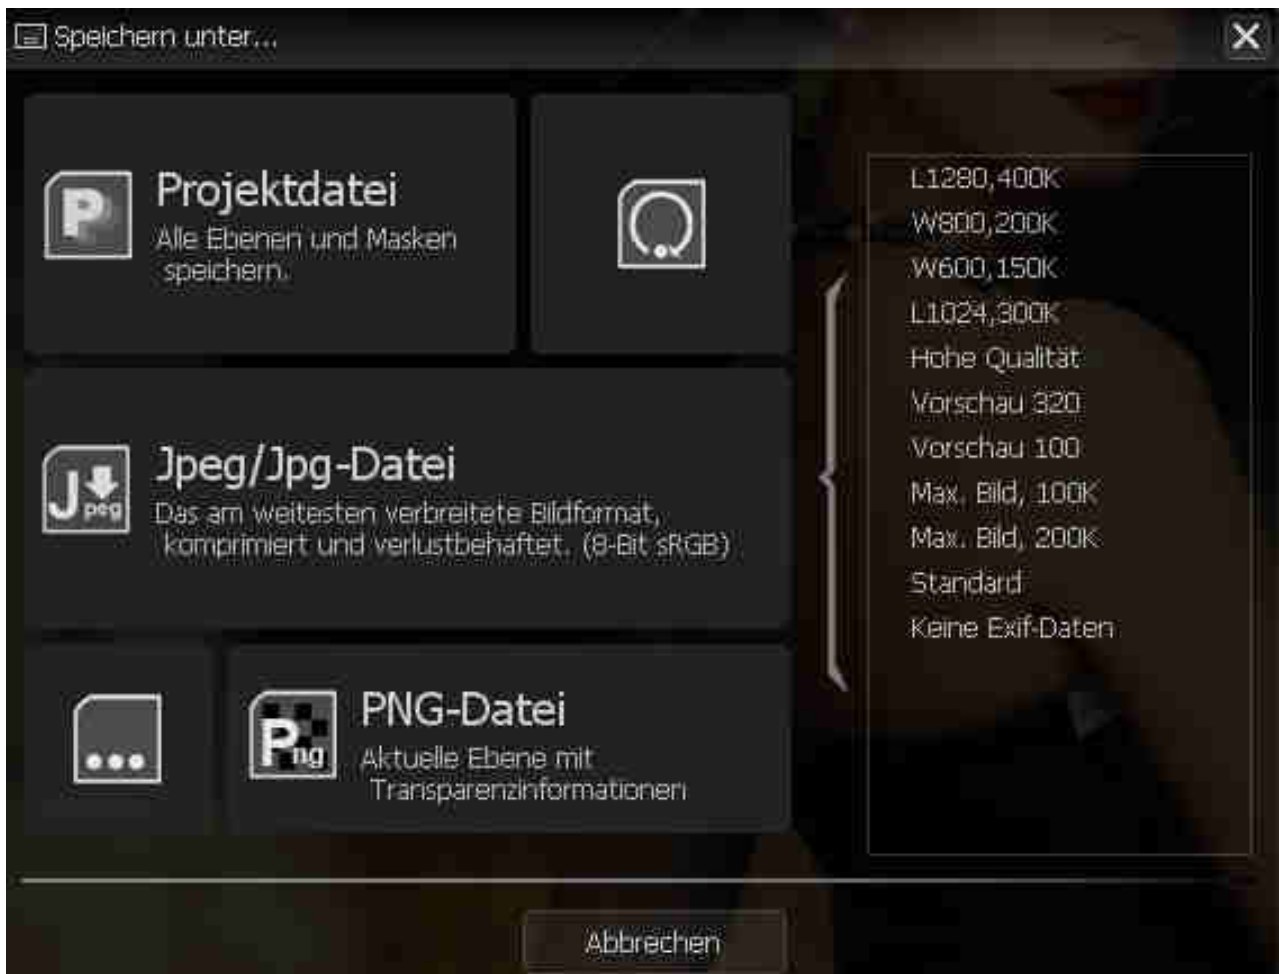 Speichern unter...
Projektdatei
Alle Ebenen und Masken
speichern.
Jpeg/Jpg-Datei
Das am weitesten verbreitete Bildformat,
komprimiert und verlustbehaftet. (8-Bit sRGB)
PNG-Datei
Aktuelle Ebene mit
Transparenzinformationen
L1280,400K
W800,200K
W600,150K
L1024,300K
Hohe Qualität
Vorschau 320
Vorschau 100
Max. Bild, 100K
Max. Bild, 200K
Standard
Keine Exif-Daten
Abbrechen
P
J peg
P ng